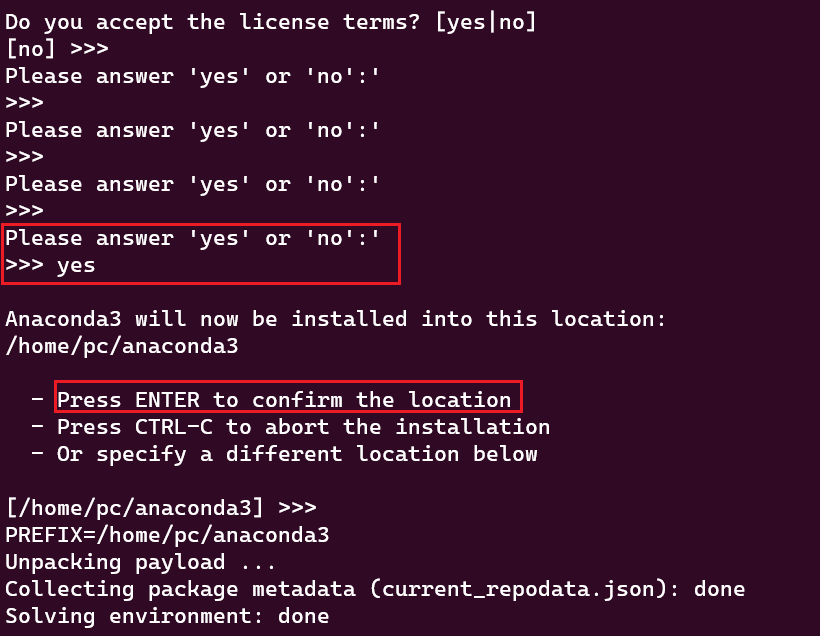 Do you accept the license terms? [yes|no]
[no] >>>
Please answer 'yes' or 'no':'
>>>
Please answer 'yes' or 'no':'
>>>
Please answer 'yes' or 'no':'
>>>
Please answer 'yes' or 'no':'
>>> yes
Anaconda3 will now be installed into this location:
/home/pc/anaconda3
- Press ENTER to confirm the location
- Press CTRL-C to abort the installation
- Or specify a different location below
[/home/pc/anaconda3] >>>
PREFIX=/home/pc/anaconda3
Unpacking payload ...
Collecting package metadata (current_repodata.json): done
Solving environment: done